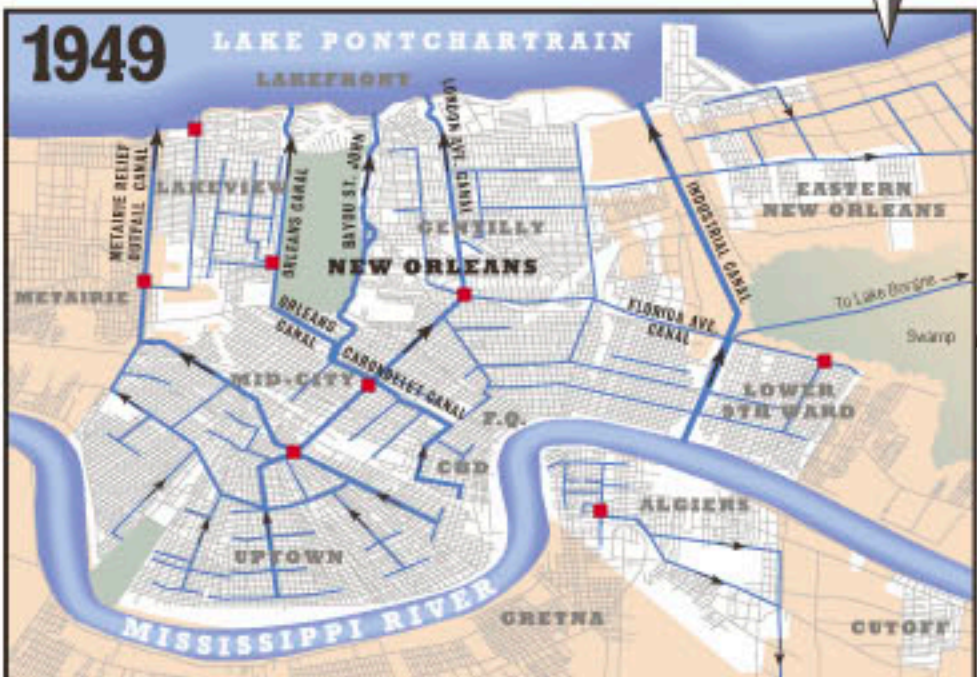 1949
LAKE PONTCHARTRAIN
LAKEFRONT
METAIRIE RELIEF
OUTFALL CANAL
LAKEVIEW
ORLEANS CANAL
BAYOU ST. JOHN
LONDON AVE. CANAL
GENTILLY
INDUSTRIAL CANAL
EASTERN
NEW ORLEANS
NEW ORLEANS
METAIRIE
To Lake Borgne
ORLEANS
CANAL
FLORIDA AVE.
CANAL
Swamp
MID-CITY
CARONDELET CANAL
LOWER
9TH WARD
F.Q.
CBD
ALGIERS
UPTOWN
MISSISSIPPI RIVER
GRETNA
CUTOFF